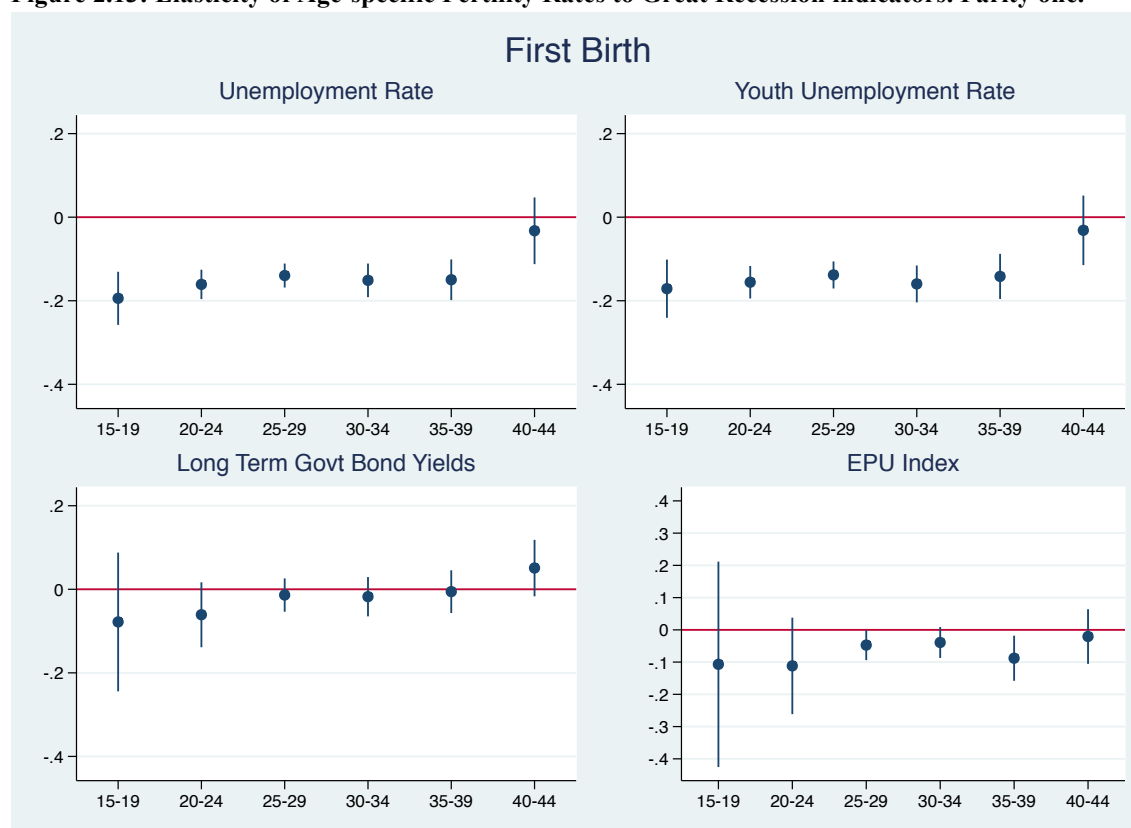 Figure 2.13: Elasticity of Age-specific Fertility Rates to Great Recession indicators. Parity one.
First Birth
Unemployment Rate
.2
0
-.2
-.4
15-19 20-24 25-29 30-34 35-39 40-44
Youth Unemployment Rate
.2
0
-.2
-.4
15-19 20-24 25-29 30-34 35-39 40-44
Long Term Govt Bond Yields
.2
0
-.2
-.4
15-19 20-24 25-29 30-34 35-39 40-44
EPU Index
.4
.3
.2
.1
0
-.1
-.2
-.3
-.4
15-19 20-24 25-29 30-34 35-39 40-44